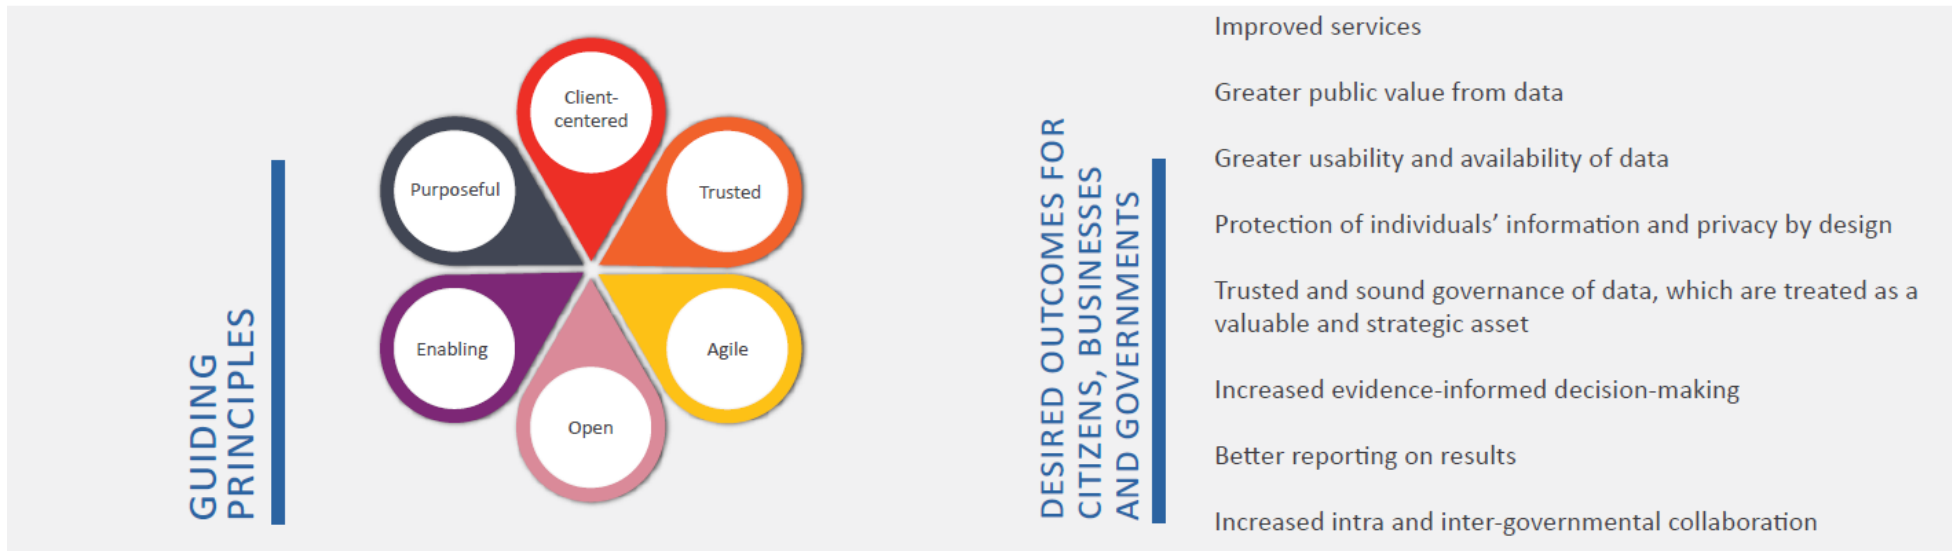 GUIDING
PRINCIPLES
Client-
centered
Trusted
Agile
Open
Enabling
Purposeful
DESIRED OUTCOMES FOR
CITIZENS, BUSINESSES
AND GOVERNMENTS
Improved services
Greater public value from data
Greater usability and availability of data
Protection of individuals’ information and privacy by design
Trusted and sound governance of data, which are treated as a
valuable and strategic asset
Increased evidence-informed decision-making
Better reporting on results
Increased intra and inter-governmental collaboration